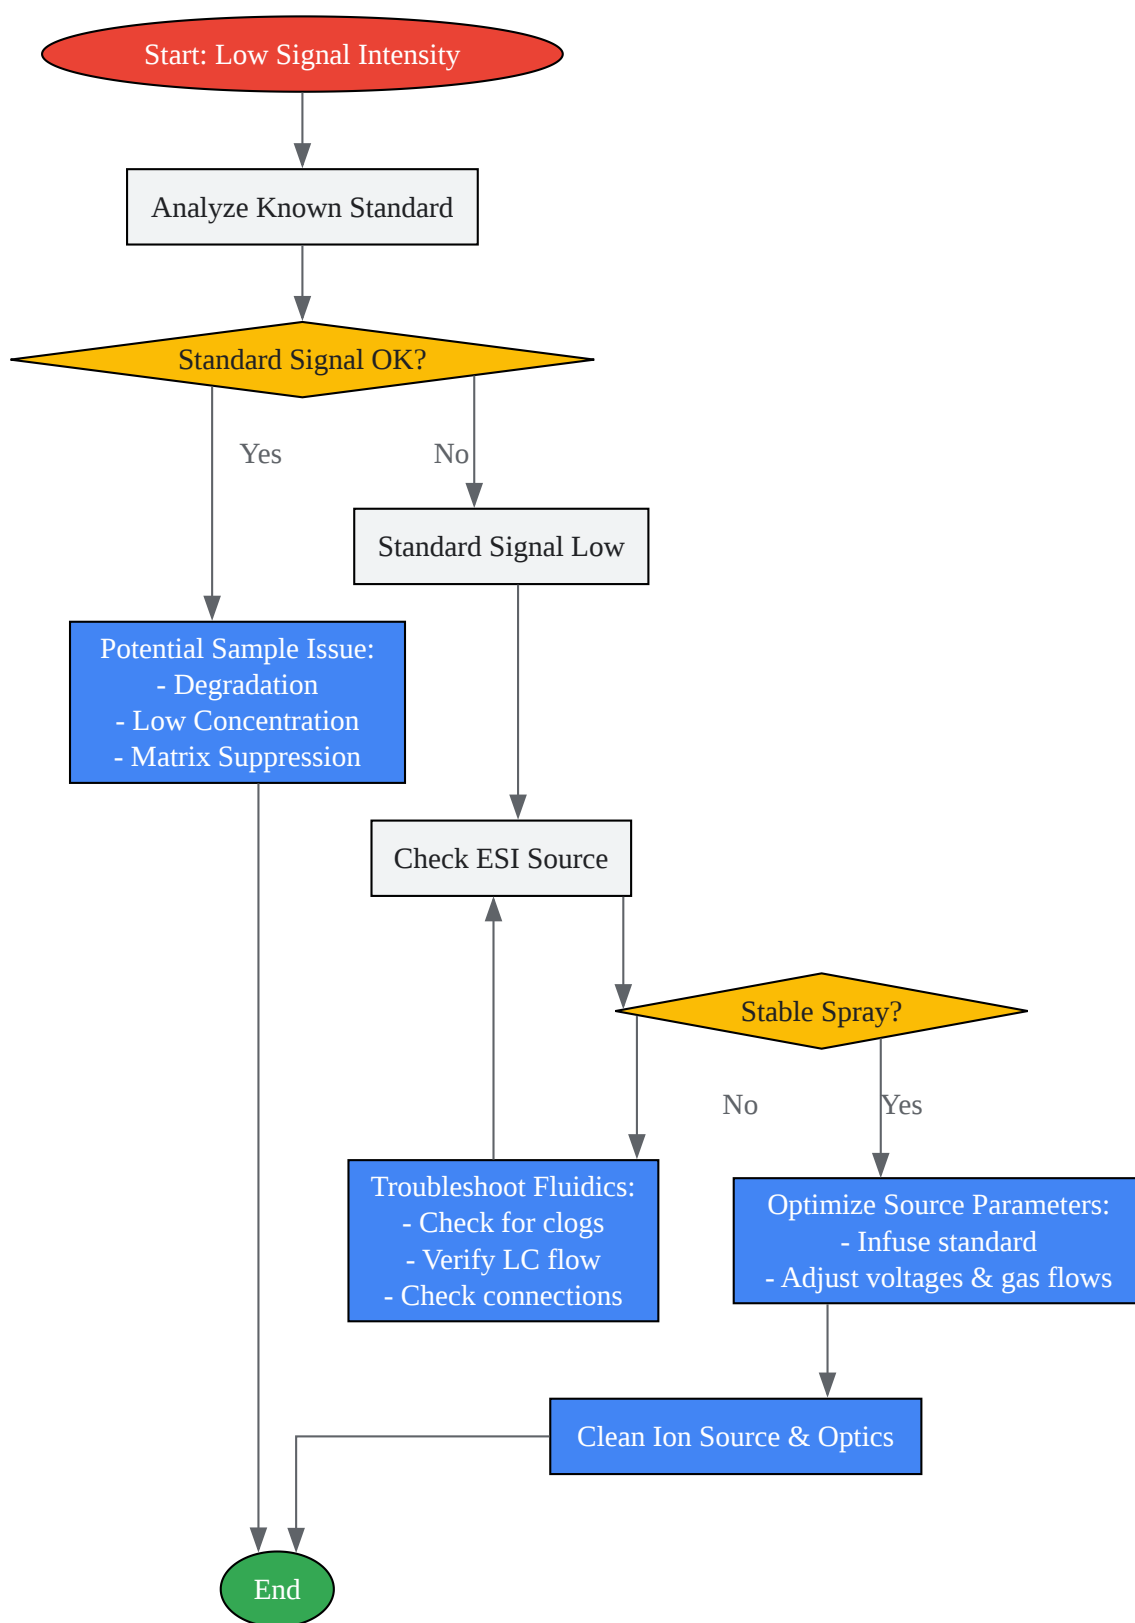 Start: Low Signal Intensity
Analyze Known Standard
Standard Signal OK?
Yes
No
Standard Signal Low
Potential Sample Issue:
- Degradation
- Low Concentration
- Matrix Suppression
Check ESI Source
Stable Spray?
No
Yes
Troubleshoot Fluidics:
- Check for clogs
- Verify LC flow
- Check connections
Optimize Source Parameters:
- Infuse standard
- Adjust voltages & gas flows
Clean Ion Source & Optics
End